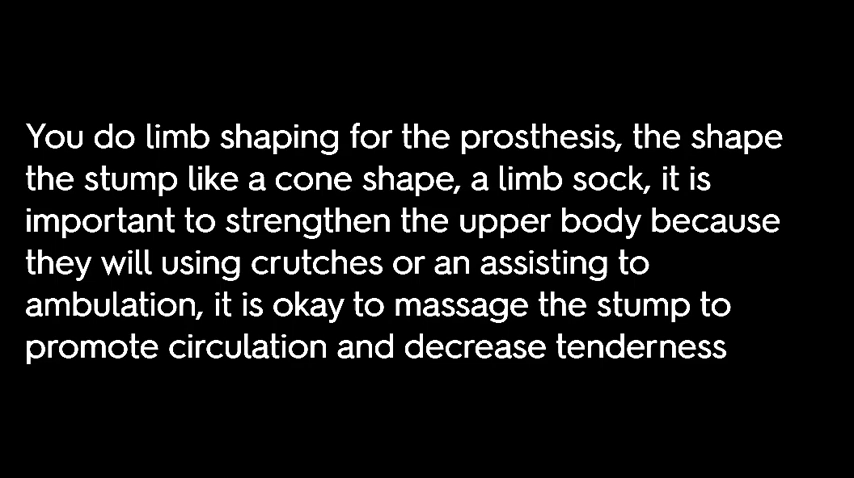 You do limb shaping for the prosthesis, the shape
the stump like a cone shape, a limb sock, it is
important to strengthen the upper body because
they will using crutches or an assisting to
ambulation, it is okay to massage the stump to
promote circulation and decrease tenderness